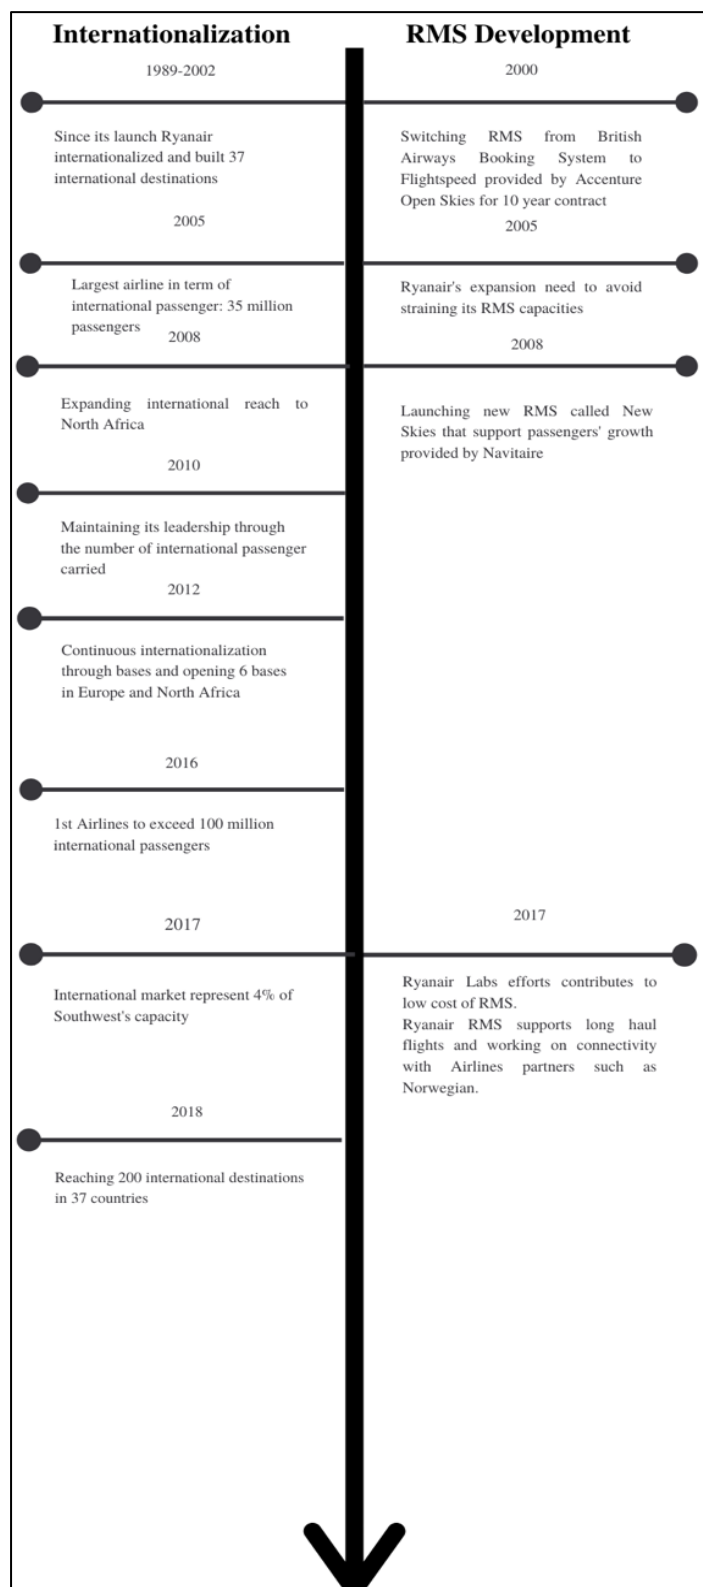 Internationalization
RMS Development
1989-2002
2000
Since its launch Ryanair
internationalized and built 37
international destinations
Switching RMS from British
Airways Booking System to
Flightspeed provided by Accenture
Open Skies for 10 year contract
2005
2005
Largest airline in term of
international passenger: 35 million
passengers
Ryanair's expansion need to avoid
straining its RMS capacities
2008
2008
Expanding international reach to
North Africa
Launching new RMS called New
Skies that support passengers' growth
provided by Navitaire
2010
Maintaining its leadership through
the number of international passenger
carried
2012
Continuous internationalization
through bases and opening 6 bases
in Europe and North Africa
2016
1st Airlines to exceed 100 million
international passengers
2017
2017
International market represent 4% of
Southwest's capacity
Ryanair Labs efforts contributes to
low cost of RMS.
Ryanair RMS supports long haul
flights and working on connectivity
with Airlines partners such as
Norwegian.
2018
Reaching 200 international destinations
in 37 countries